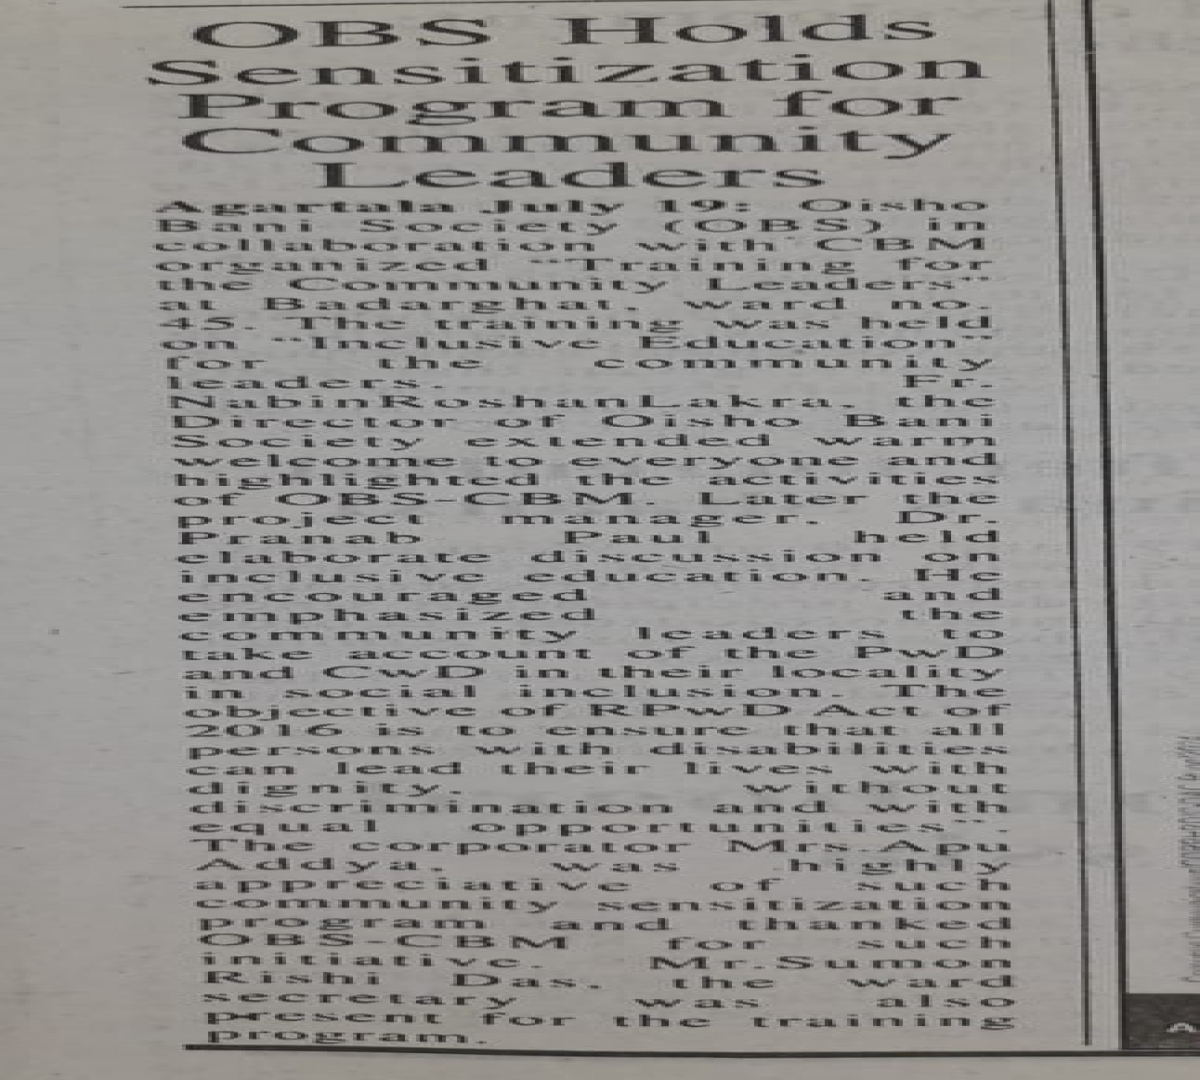 OBS Holds
Sensitization
Program for
Community
Leaders
Agartala July 19: Oisho
Bani Society (OBS) in
collaboration with CBM
organized "Training for
the Community Leaders"
at Badarghat, ward no.
45. The training was held
on "Inclusive Education"
for the community
leaders. Fr.
NabinRoshanLakra, the
Director of Oisho Bani
Society extended warm
welcome to everyone and
highlighted the activities
of OBS-CBM. Later the
project manager, Dr.
Pranab Paul held
elaborate discussion on
inclusive education. He
encouraged and
emphasized the
community leaders to
take account of the PwD
and CwD in their locality
in social inclusion. The
objective of RPwD Act of
2016 is to ensure that all
persons with disabilities
can lead their lives with
dignity, without
discrimination and with
equal opportunities".
The corporator Mrs.Apu
Addya, was highly
appreciative of such
community sensitization
program and thanked
OBS-CBM for such
initiative. Mr.Sumon
Rishi Das, the ward
secretary was also
present for the training
program.